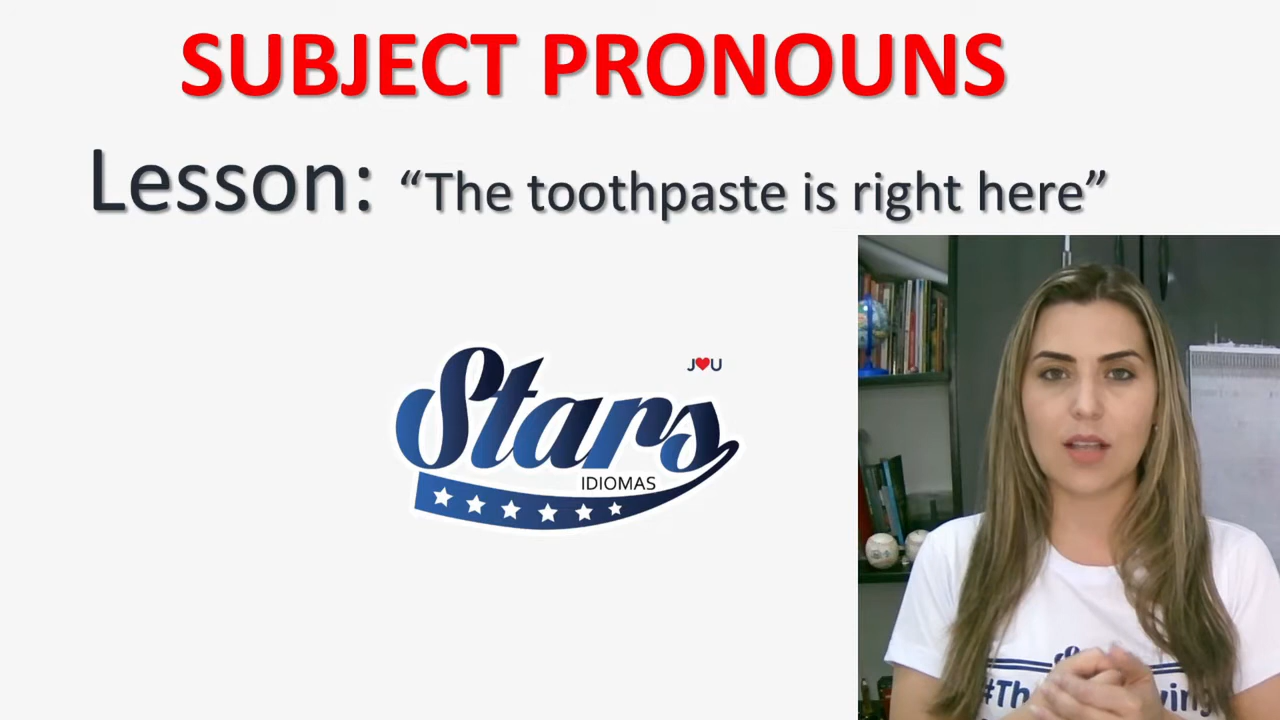 SUBJECT PRONOUNS
Lesson: “The toothpaste is right here”
J♥U
Stars
IDIOMAS